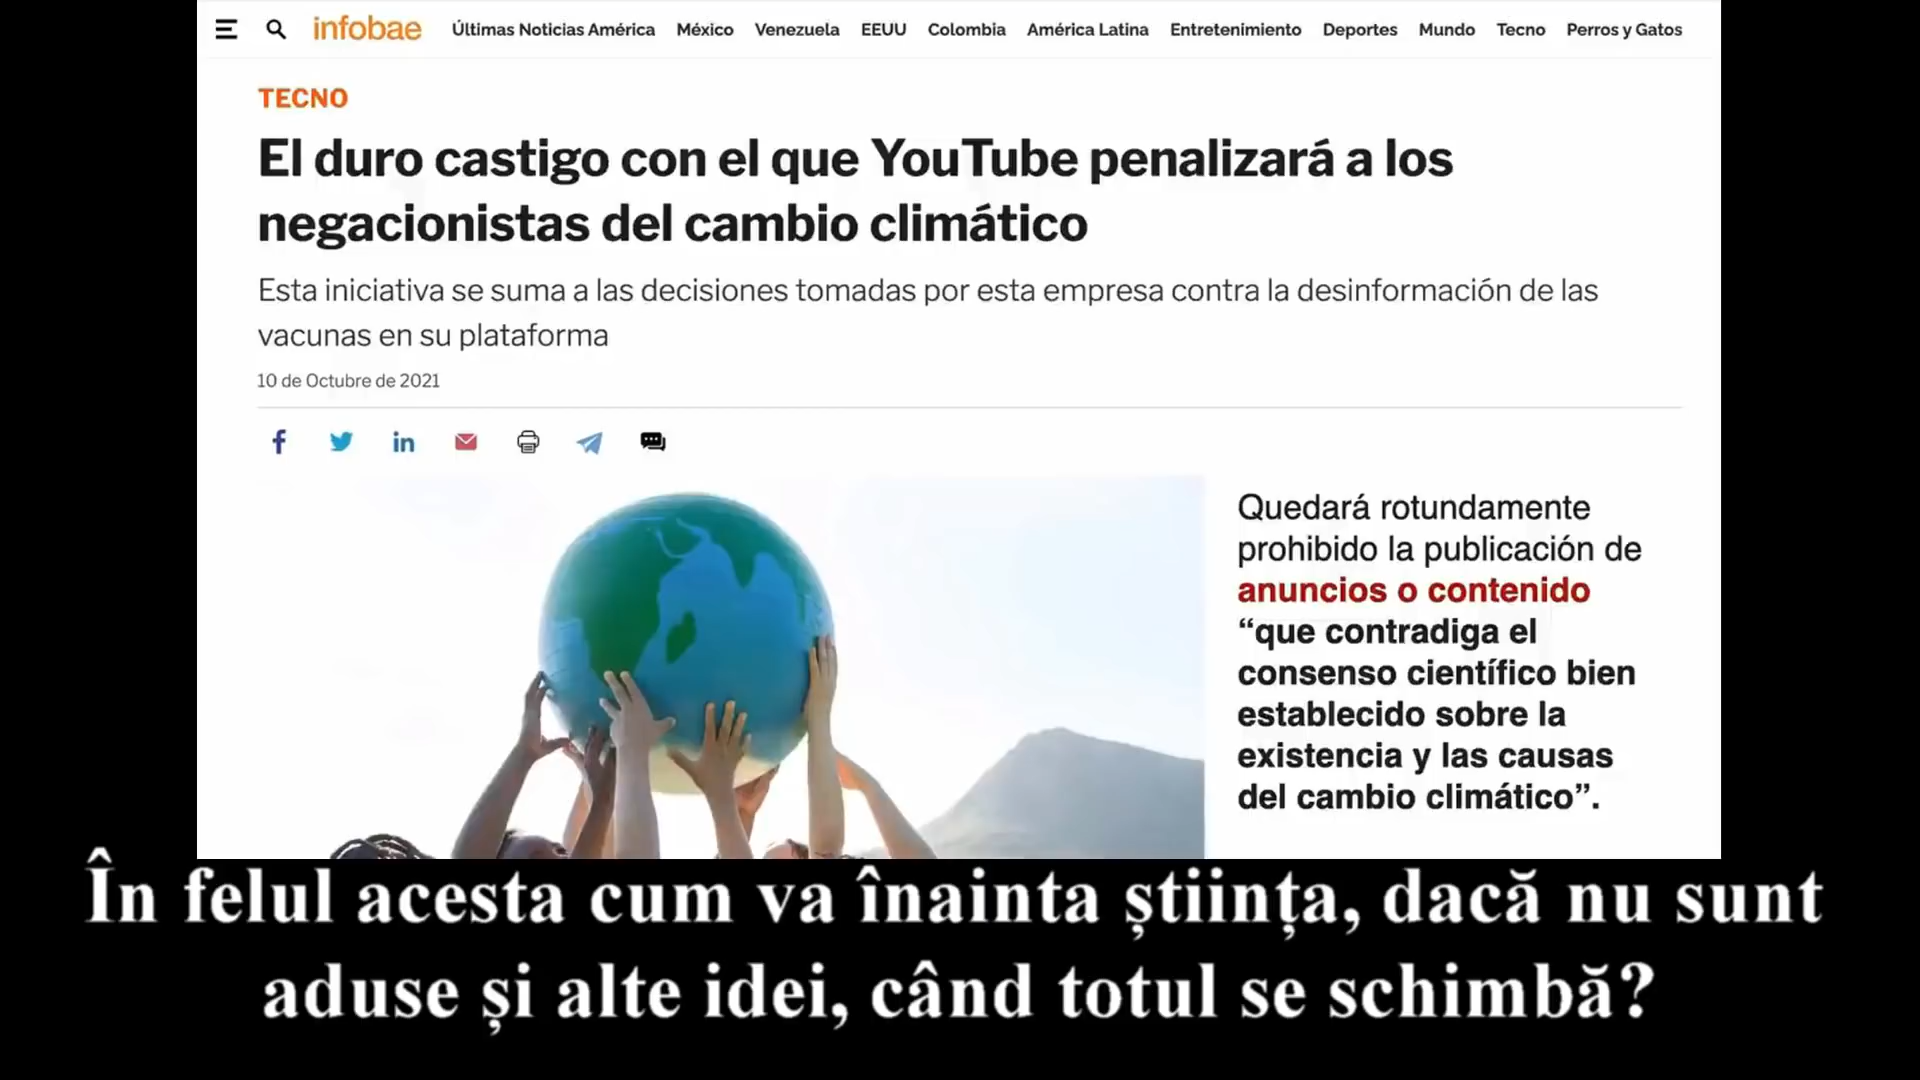 infobae Últimas Noticias América México Venezuela EEUU Colombia América Latina Entretenimiento Deportes Mundo Tecno Perros y Gatos
TECNO
El duro castigo con el que YouTube penalizará a los
negacionistas del cambio climático
Esta iniciativa se suma a las decisiones tomadas por esta empresa contra la desinformación de las
vacunas en su plataforma
10 de Octubre de 2021
Quedará rotundamente
prohibido la publicación de
anuncios o contenido
“que contradiga el
consenso científico bien
establecido sobre la
existencia y las causas
del cambio climático”.
În felul acesta cum va înainta știința, dacă nu sunt
aduse și alte idei, când totul se schimbă?